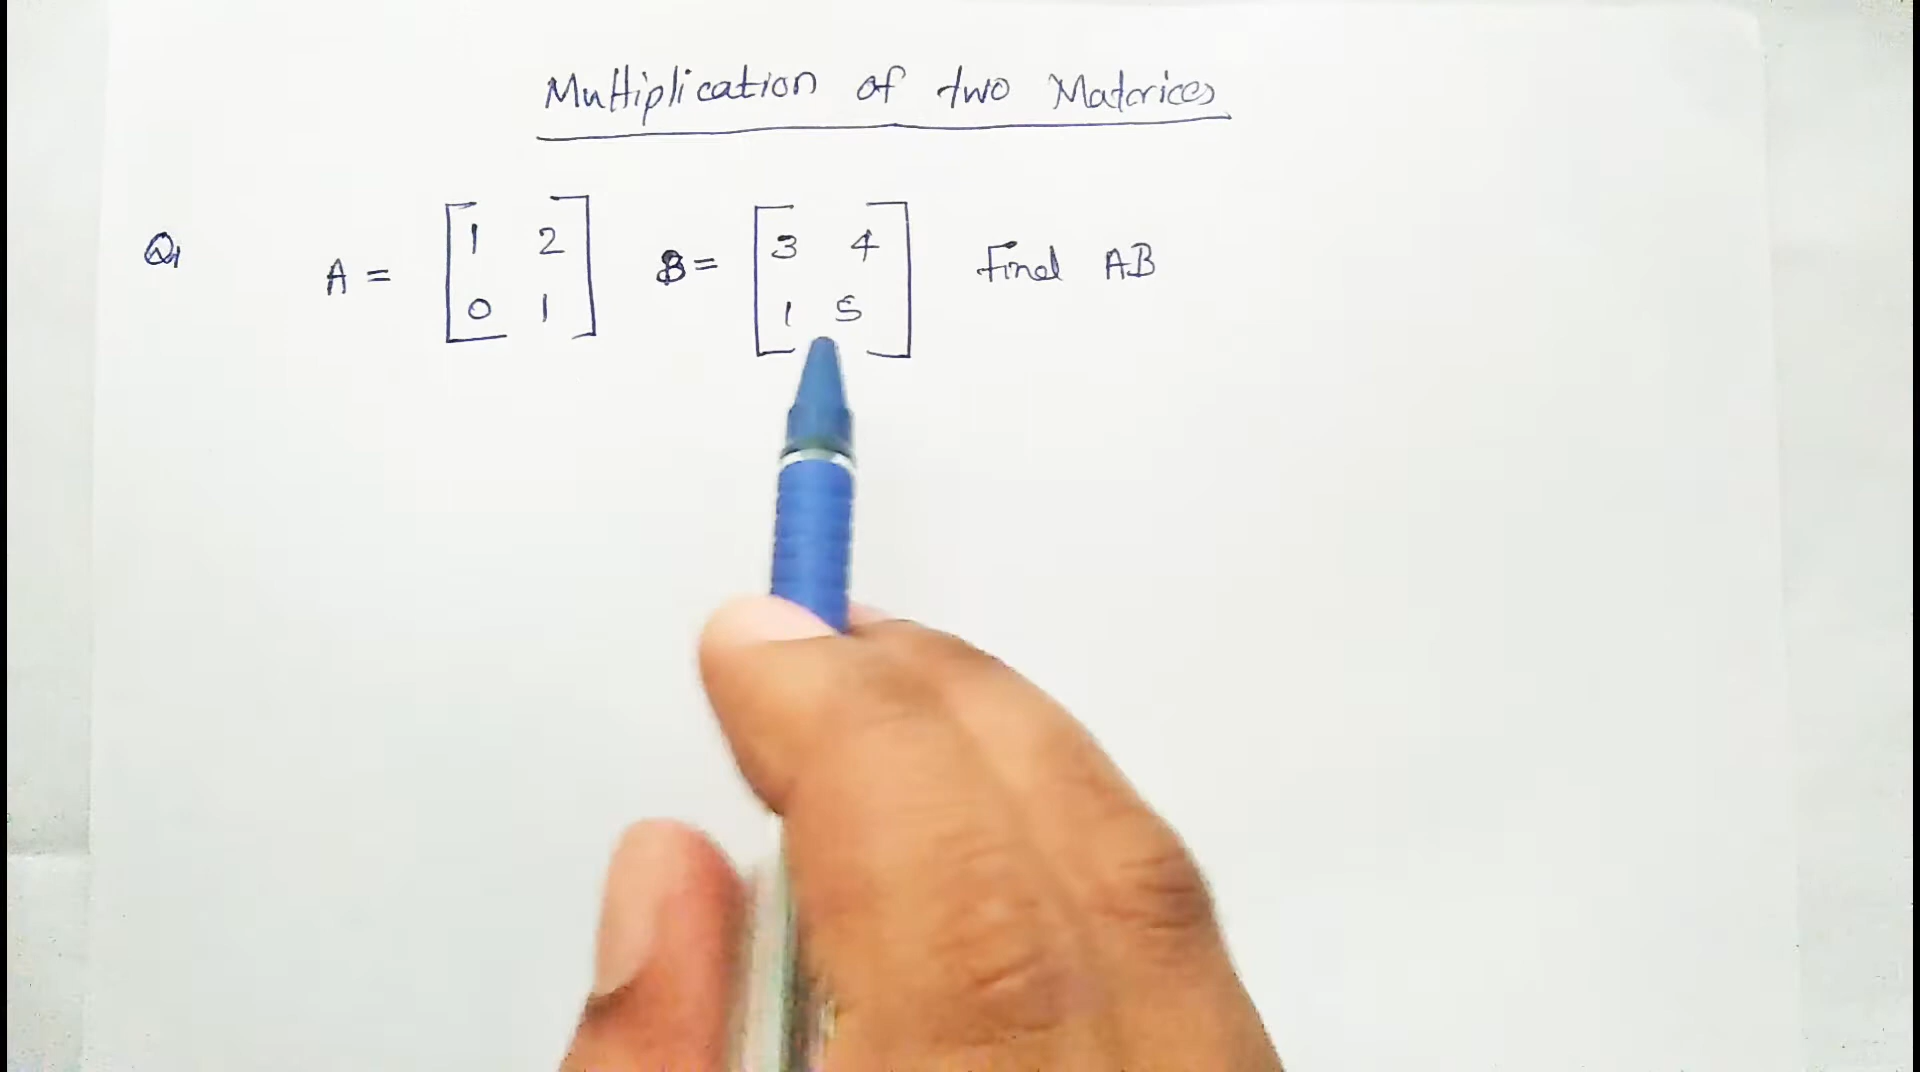 Multiplication of two Matrices
Q1 A = [1 2 B = [3 4 Find AB
0 1] 1 5]